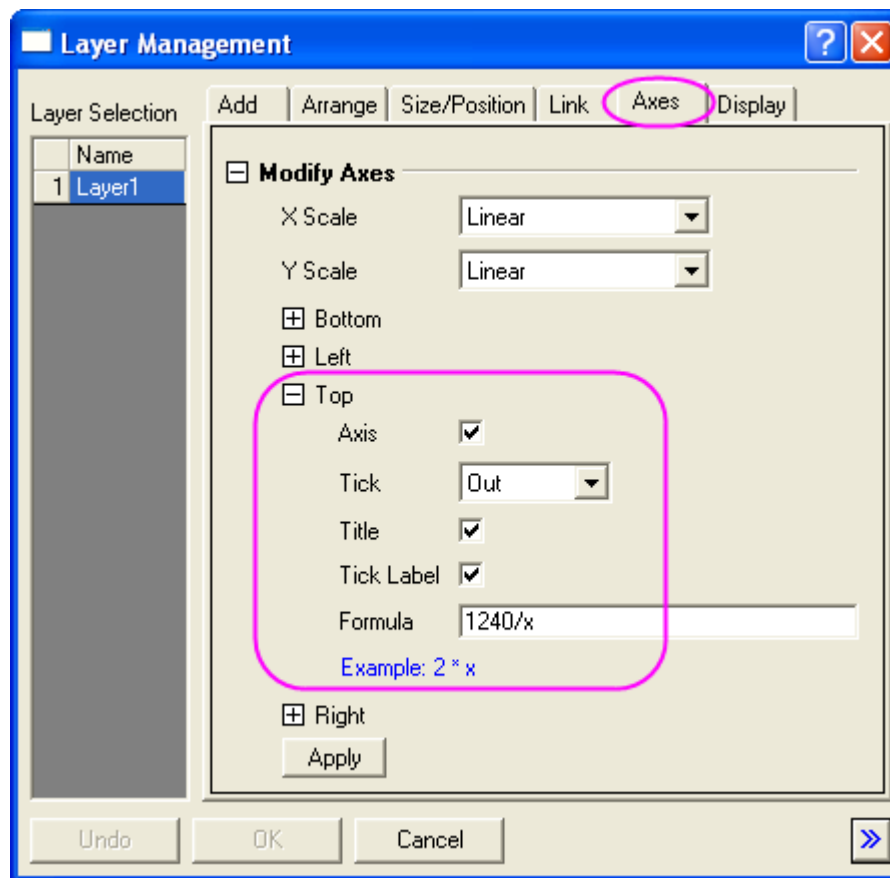 Layer Management
Layer Selection
Name
1 Layer1
Add Arrange Size/Position Link Axes Display
Modify Axes
X Scale Linear
Y Scale Linear
Bottom
Left
Top
Axis
Tick Out
Title
Tick Label
Formula 1240/x
Example: 2 * x
Right
Apply
Undo OK Cancel